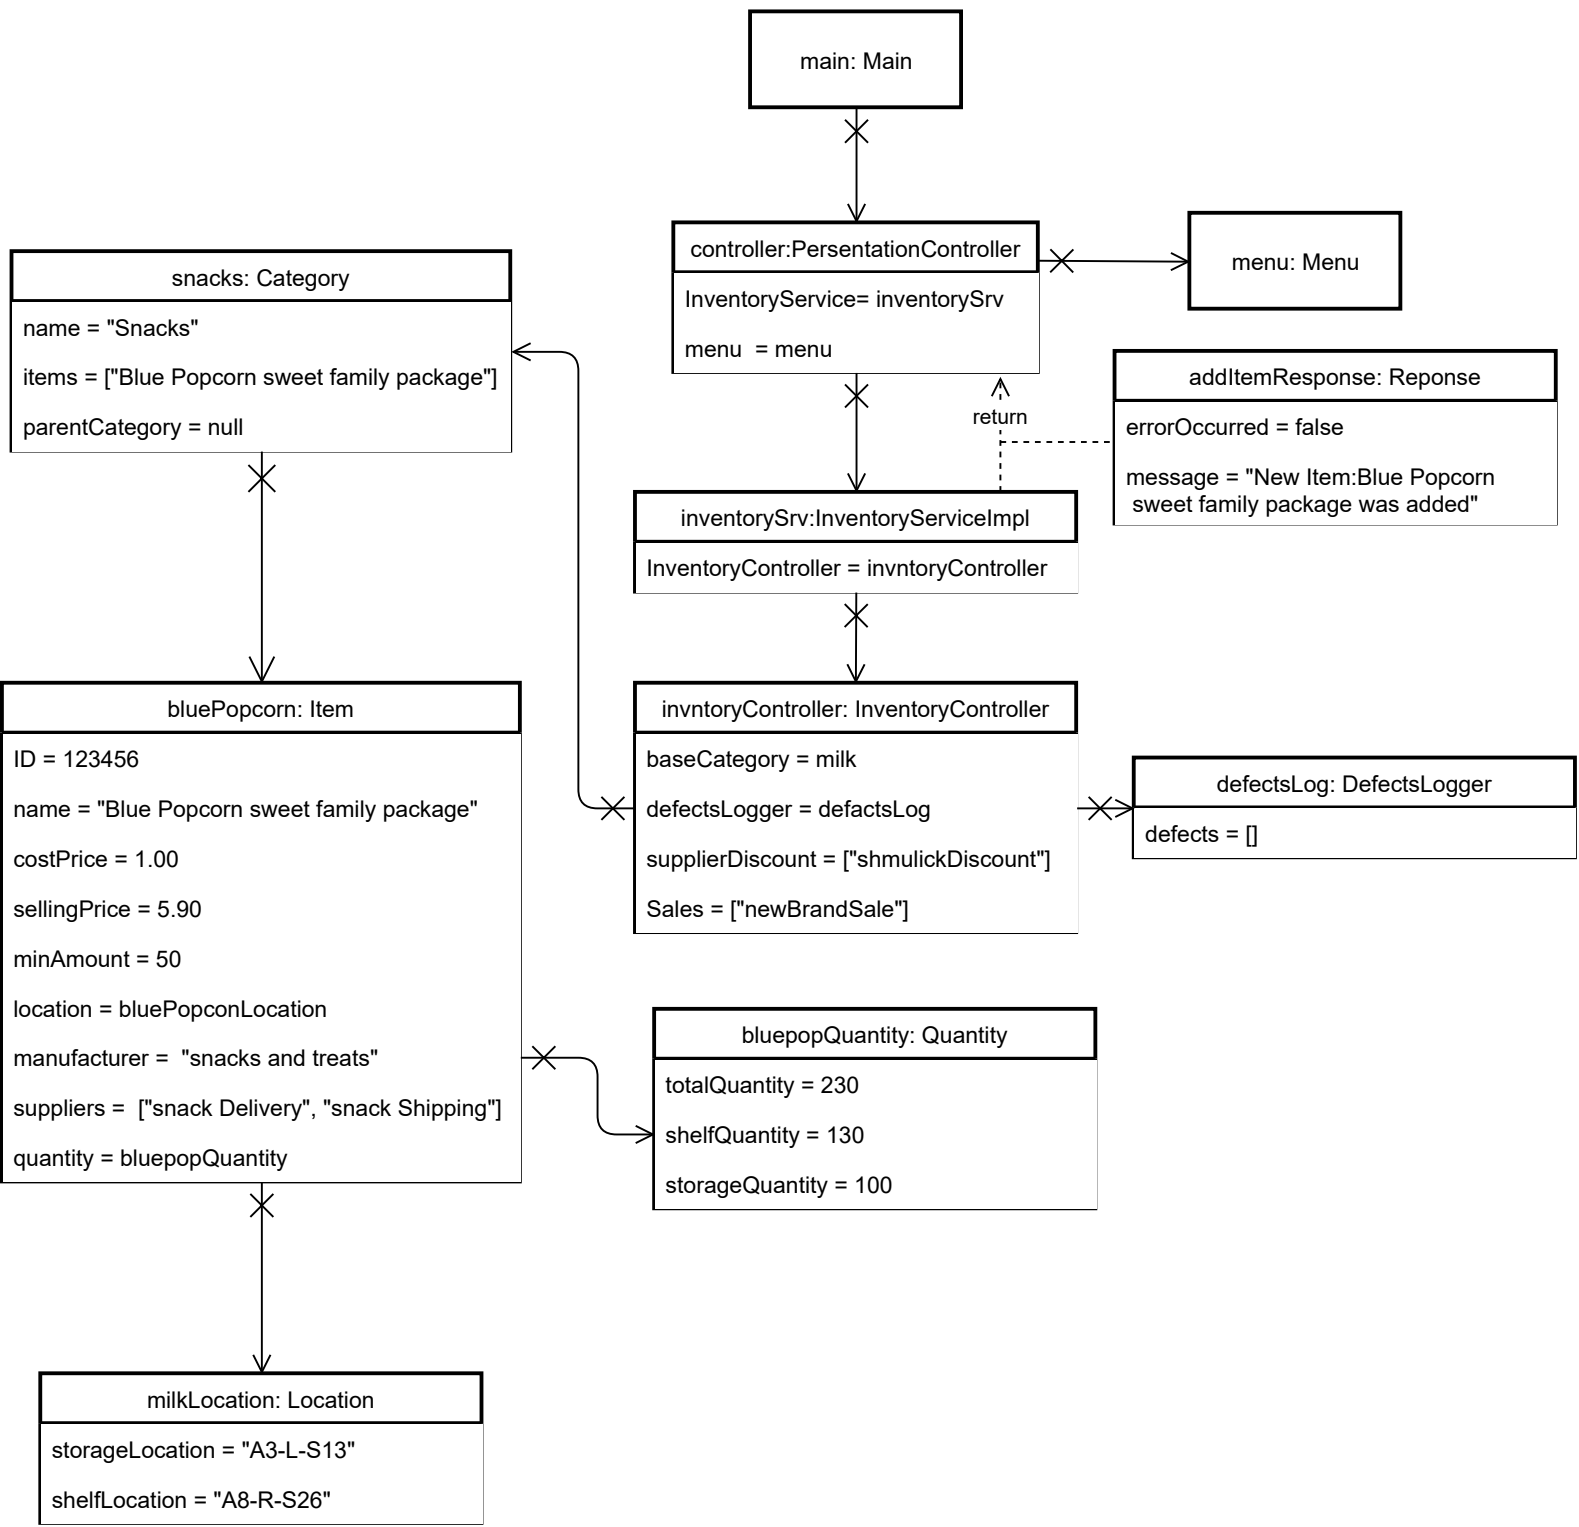 main: Main
controller:PersentationController
InventoryService= inventorySrv
menu  = menu
menu: Menu
snacks: Category
name = "Snacks"
items = ["Blue Popcorn sweet family package"]
parentCategory = null
addItemResponse: Reponse
errorOccurred = false
message = "New Item:Blue Popcorn
sweet family package was added"
return
inventorySrv:InventoryServiceImpl
InventoryController = invntoryController
bluePopcorn: Item
ID = 123456
name = "Blue Popcorn sweet family package"
costPrice = 1.00
sellingPrice = 5.90
minAmount = 50
location = bluePopconLocation
manufacturer =  "snacks and treats"
suppliers =  ["snack Delivery", "snack Shipping"]
quantity = bluepopQuantity
invntoryController: InventoryController
baseCategory = milk
defectsLogger = defactsLog
supplierDiscount = ["shmulickDiscount"]
Sales = ["newBrandSale"]
defectsLog: DefectsLogger
defects = []
bluepopQuantity: Quantity
totalQuantity = 230
shelfQuantity = 130
storageQuantity = 100
milkLocation: Location
storageLocation = "A3-L-S13"
shelfLocation = "A8-R-S26"